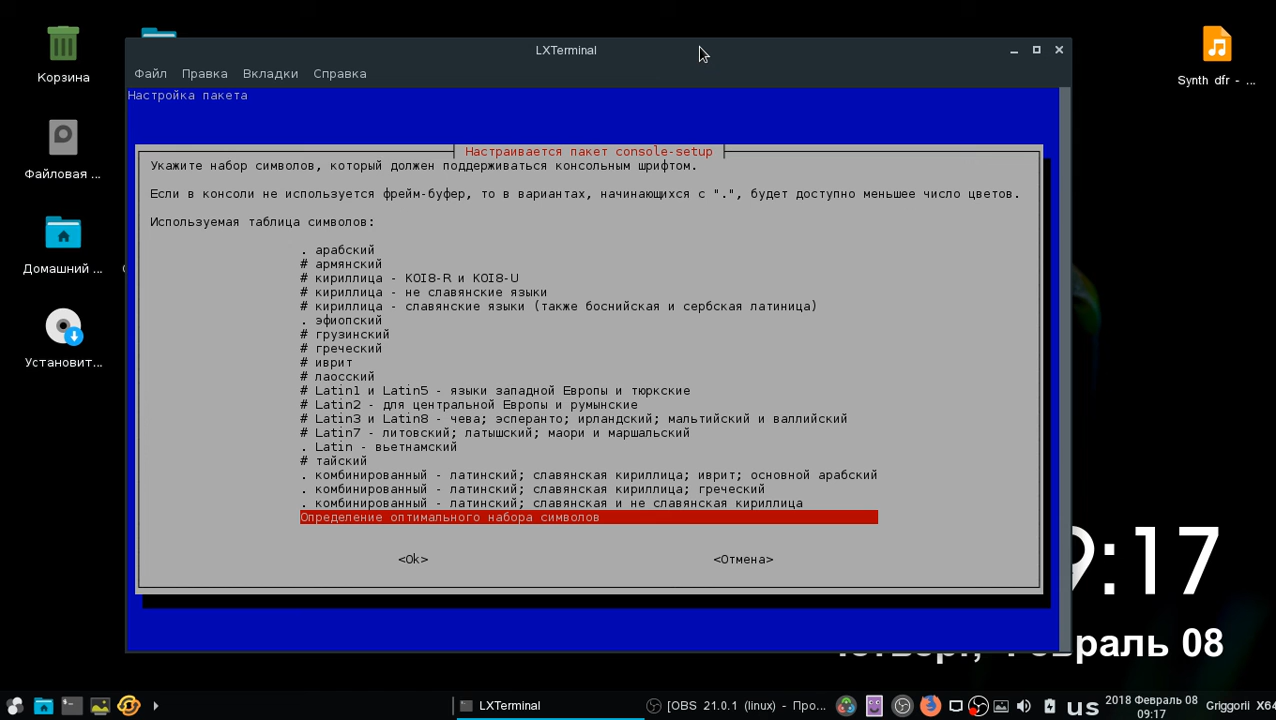 Корзина
Файловая ...
Домашний ...
Установит...
Synth dfr - ...
LXTerminal
Файл Правка Вкладки Справка
Настройка пакета
Настраивается пакет console-setup
Укажите набор символов, который должен поддерживаться консольным шрифтом.
Если в консоли не используется фрейм-буфер, то в вариантах, начинающихся с ".", будет доступно меньшее число цветов.
Используемая таблица символов:
. арабский
# армянский
# кириллица - KOI8-R и KOI8-U
# кириллица - не славянские языки
# кириллица - славянские языки (также боснийская и сербская латиница)
. эфиопский
# грузинский
# греческий
# иврит
# лаосский
# Latin1 и Latin5 - языки западной Европы и тюркские
# Latin2 - для центральной Европы и румынские
# Latin3 и Latin8 - чева; эсперанто; ирландский; мальтийский и валлийский
# Latin7 - литовский; латышский; маори и маршальский
. Latin - вьетнамский
# тайский
. комбинированный - латинский; славянская кириллица; иврит; основной арабский
. комбинированный - латинский; славянская кириллица; греческий
. комбинированный - латинский; славянская и не славянская кириллица
Определение оптимального набора символов
<Ok> <Отмена>
9:17
Четверг, Февраль 08
LXTerminal
[OBS 21.0.1 (linux) - Про...
us
2018 Февраль 08
09:17
Griggorii X64